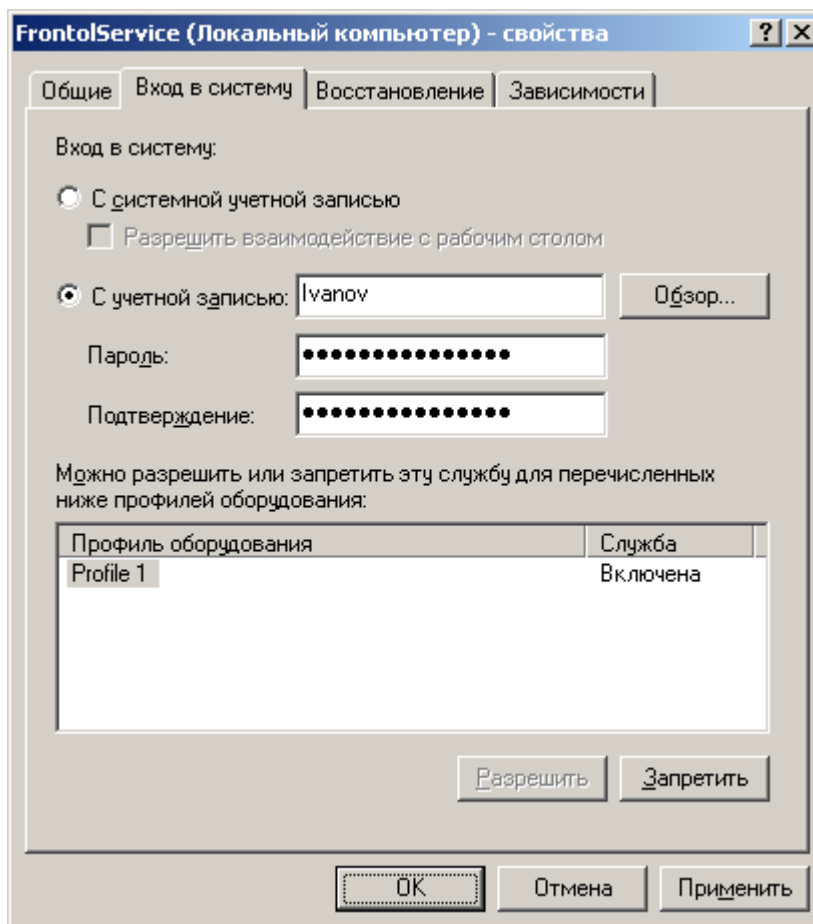 FrontolService (Локальный компьютер) - свойства
Общие Вход в систему Восстановление Зависимости
Вход в систему:
С системной учетной записью
Разрешить взаимодействие с рабочим столом
С учетной записью: Ivanov Обзор...
Пароль: ●●●●●●●●●●●●●●●
Подтверждение: ●●●●●●●●●●●●●●●
Можно разрешить или запретить эту службу для перечисленных
ниже профилей оборудования:
Профиль оборудования Служба
Profile 1 Включена
Разрешить Запретить
OK Отмена Применить